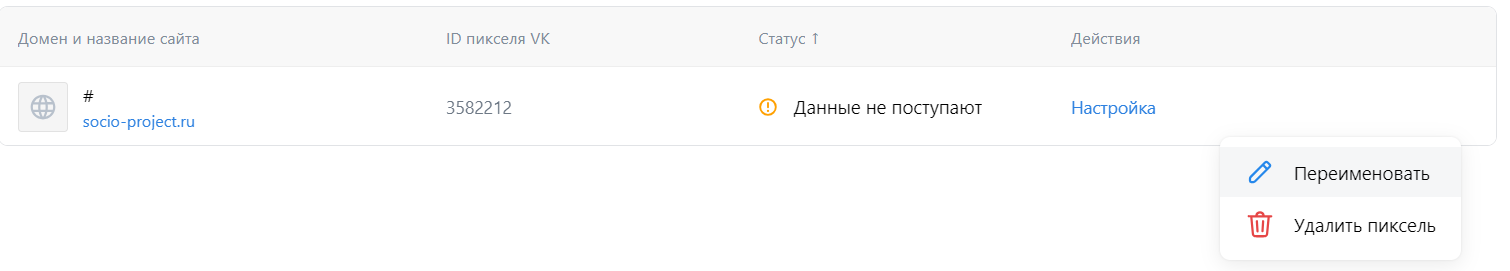 Домен и название сайта ID пикселя VK Статус ↑ Действия
#
socio-project.ru 3582212 Данные не поступают Настройка
Переименовать
Удалить пиксель